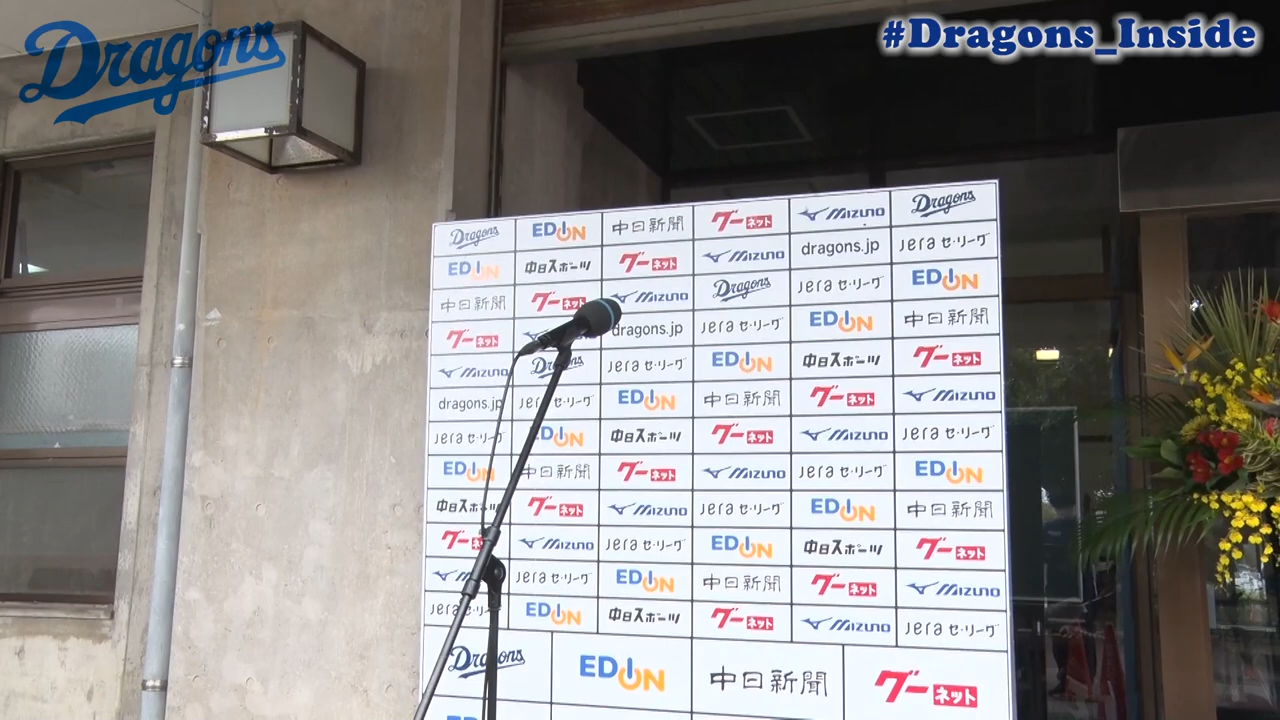 Dragons
#Dragons_Inside
Dragons EDION 中日新聞 グーネット MIZUNO Dragons
EDION 中日スポーツ グーネット MIZUNO dragons.jp Jera セ・リーグ
中日新聞 グーネット MIZUNO Dragons Jera セ・リーグ EDION
グーネット dragons.jp Jera セ・リーグ EDION 中日新聞
MIZUNO Dragons Jera セ・リーグ EDION 中日スポーツ グーネット
dragons.jp Jera セ・リーグ EDION 中日新聞 グーネット MIZUNO
Jera セ・リーグ EDION 中日スポーツ グーネット MIZUNO Jera セ・リーグ
EDION 中日新聞 グーネット MIZUNO Jera セ・リーグ EDION
中日スポーツ グーネット MIZUNO Jera セ・リーグ EDION 中日新聞
グーネット MIZUNO Jera セ・リーグ EDION 中日スポーツ グーネット
MIZUNO Jera セ・リーグ EDION 中日新聞 グーネット MIZUNO
Jera セ・リーグ EDION 中日スポーツ グーネット MIZUNO Jera セ・リーグ
Dragons EDION 中日新聞 グーネット